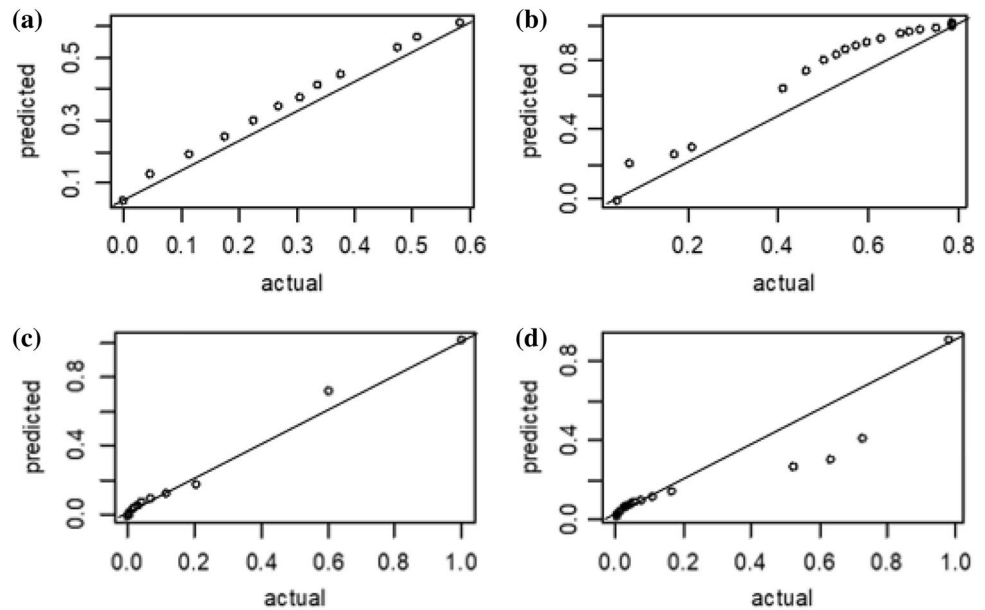 (a)
predicted
0.1 0.3 0.5
0.0 0.1 0.2 0.3 0.4 0.5 0.6
actual
(b)
predicted
0.0 0.4 0.8
0.2 0.4 0.6 0.8
actual
(c)
predicted
0.0 0.4 0.8
0.0 0.2 0.4 0.6 0.8 1.0
actual
(d)
predicted
0.0 0.4 0.8
0.0 0.2 0.4 0.6 0.8 1.0
actual